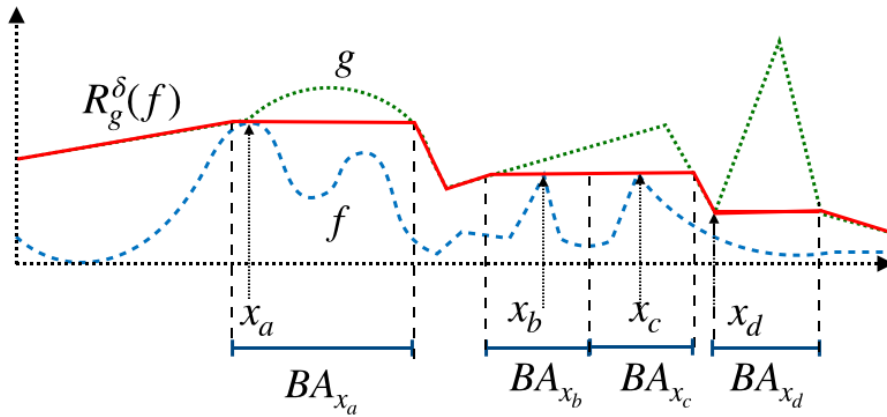 g
R_g^δ(f)
f
x_a x_b x_c x_d
BA_{x_a} BA_{x_b} BA_{x_c} BA_{x_d}